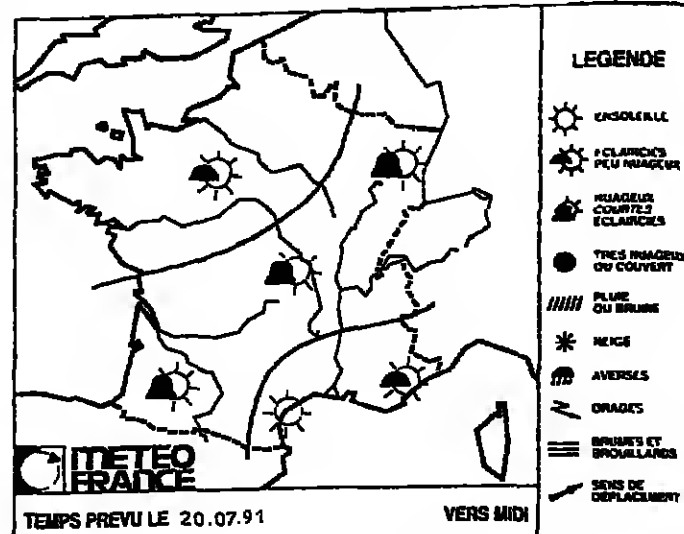 LEGENDE
ENSOLEILLE
ECLAIRCIES
PEU NUAGEUX
NUAGEUX
COURTES
ECLAIRCIES
TRES NUAGEUX
OU COUVERT
PLUIE
OU BRUINE
NEIGE
AVERSES
ORAGES
BRUMES ET
BROUILLARDS
SENS DE
DEPLACEMENT
METEO
FRANCE
TEMPS PREVU LE 20.07.91
VERS MIDI